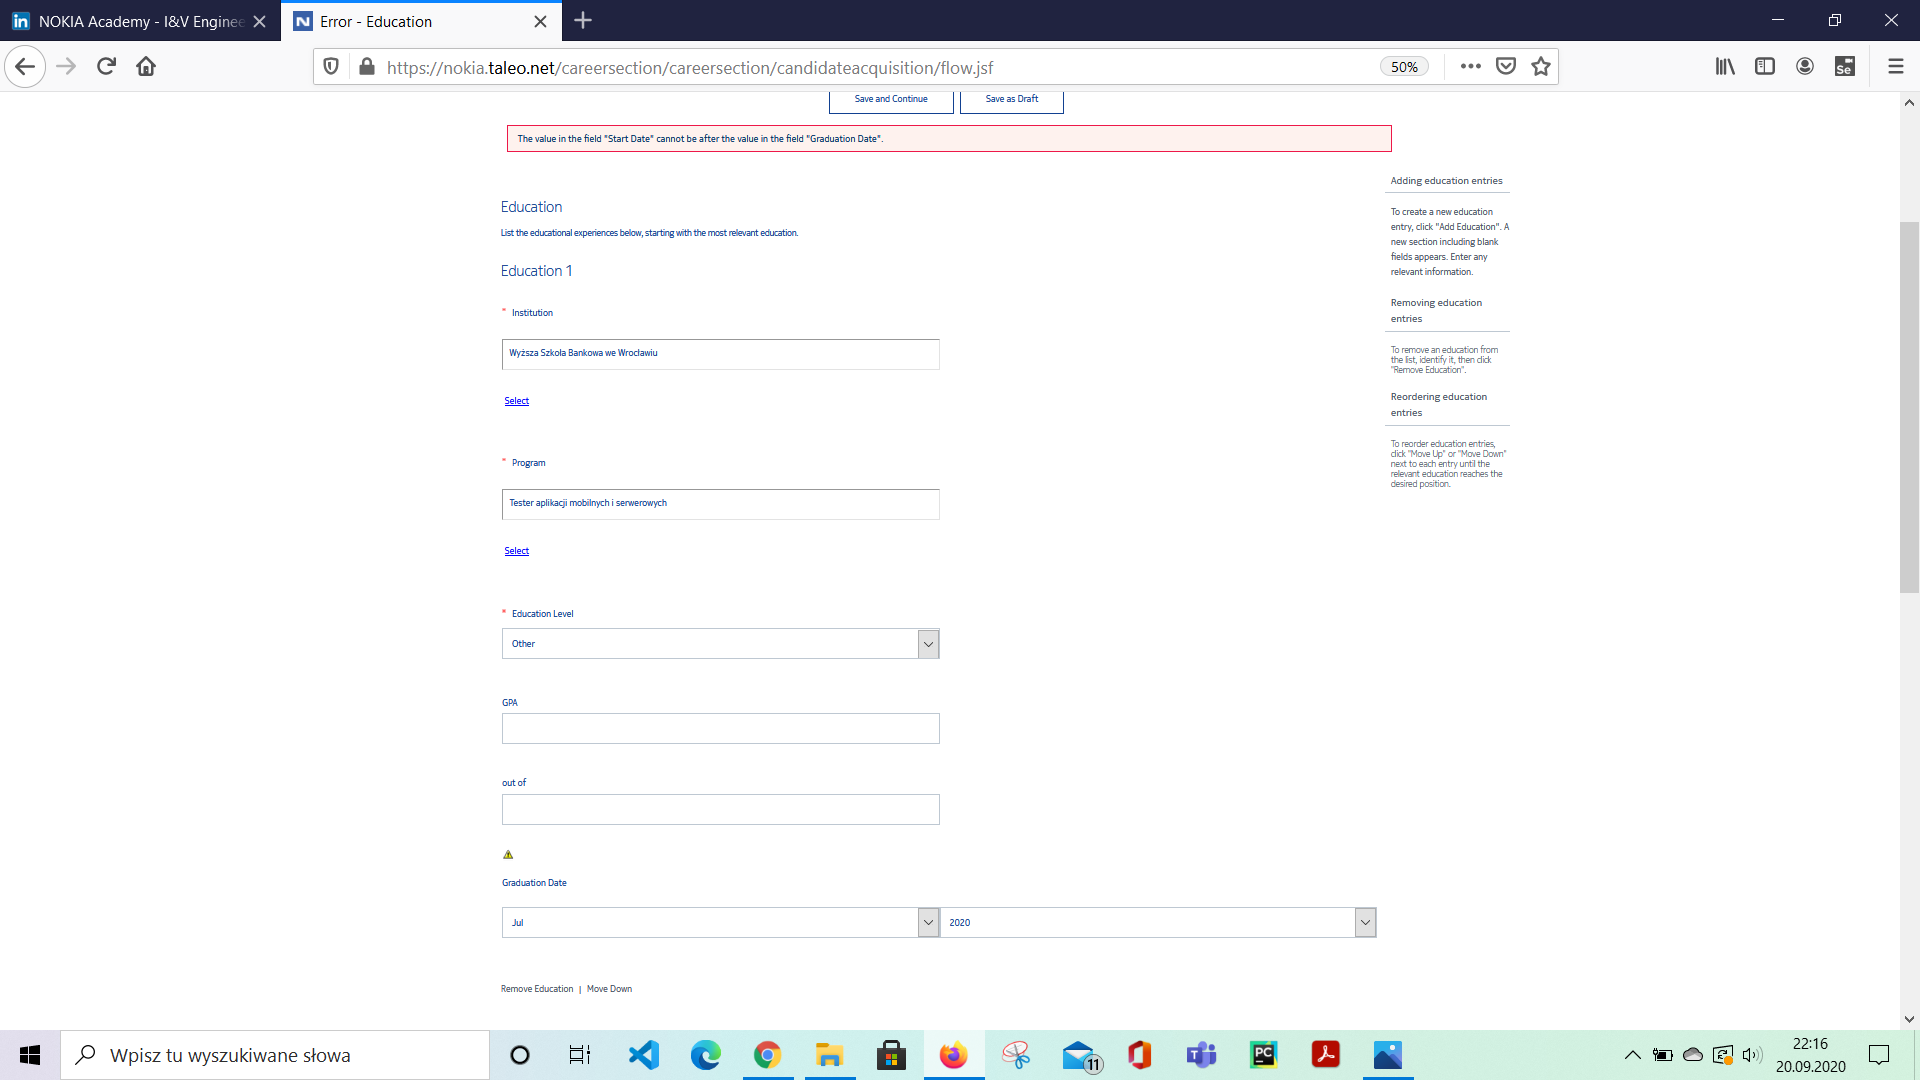 NOKIA Academy - I&V Enginee
Error - Education
https://nokia.taleo.net/careersection/careersection/candidateacquisition/flow.jsf
50%
Save and Continue
Save as Draft
The value in the field "Start Date" cannot be after the value in the field "Graduation Date".
Education
List the educational experiences below, starting with the most relevant education.
Education 1
* Institution
Wyższa Szkoła Bankowa we Wrocławiu
Select
* Program
Tester aplikacji mobilnych i serwerowych
Select
* Education Level
Other
GPA
out of
Graduation Date
Jul
2020
Remove Education | Move Down
Adding education entries
To create a new education
entry, click "Add Education". A
new section including blank
fields appears. Enter any
relevant information.
Removing education
entries
To remove an education from
the list, identify it, then click
"Remove Education".
Reordering education
entries
To reorder education entries,
click "Move Up" or "Move Down"
next to each entry until the
relevant education reaches the
desired position.
Wpisz tu wyszukiwane słowa
11
22:16
20.09.2020